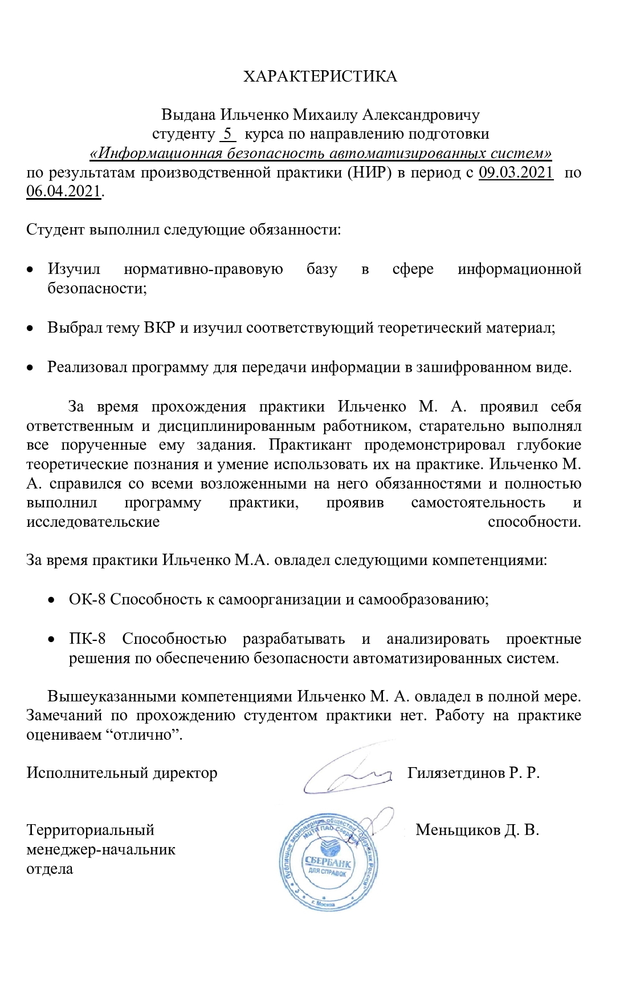 ХАРАКТЕРИСТИКА
Выдана Ильченко Михаилу Александровичу
студенту 5 курса по направлению подготовки
«Информационная безопасность автоматизированных систем»
по результатам производственной практики (НИР) в период с 09.03.2021 по
06.04.2021.
Студент выполнил следующие обязанности:
• Изучил нормативно-правовую базу в сфере информационной
безопасности;
• Выбрал тему ВКР и изучил соответствующий теоретический материал;
• Реализовал программу для передачи информации в зашифрованном виде.
За время прохождения практики Ильченко М. А. проявил себя
ответственным и дисциплинированным работником, старательно выполнял
все порученные ему задания. Практикант продемонстрировал глубокие
теоретические познания и умение использовать их на практике. Ильченко М.
А. справился со всеми возложенными на него обязанностями и полностью
выполнил программу практики, проявив самостоятельность и
исследовательские способности.
За время практики Ильченко М.А. овладел следующими компетенциями:
• ОК-8 Способность к самоорганизации и самообразованию;
• ПК-8 Способностью разрабатывать и анализировать проектные
решения по обеспечению безопасности автоматизированных систем.
Вышеуказанными компетенциями Ильченко М. А. овладел в полной мере.
Замечаний по прохождению студентом практики нет. Работу на практике
оцениваем “отлично”.
Исполнительный директор Гилязетдинов Р. Р.
Территориальный Меньщиков Д. В.
менеджер-начальник
отдела
Публичное акционерное общество "Сбербанк России"
МЦТИ ПАО Сбербанк
СБЕРБАНК
ДЛЯ СПРАВОК
3
г. Москва